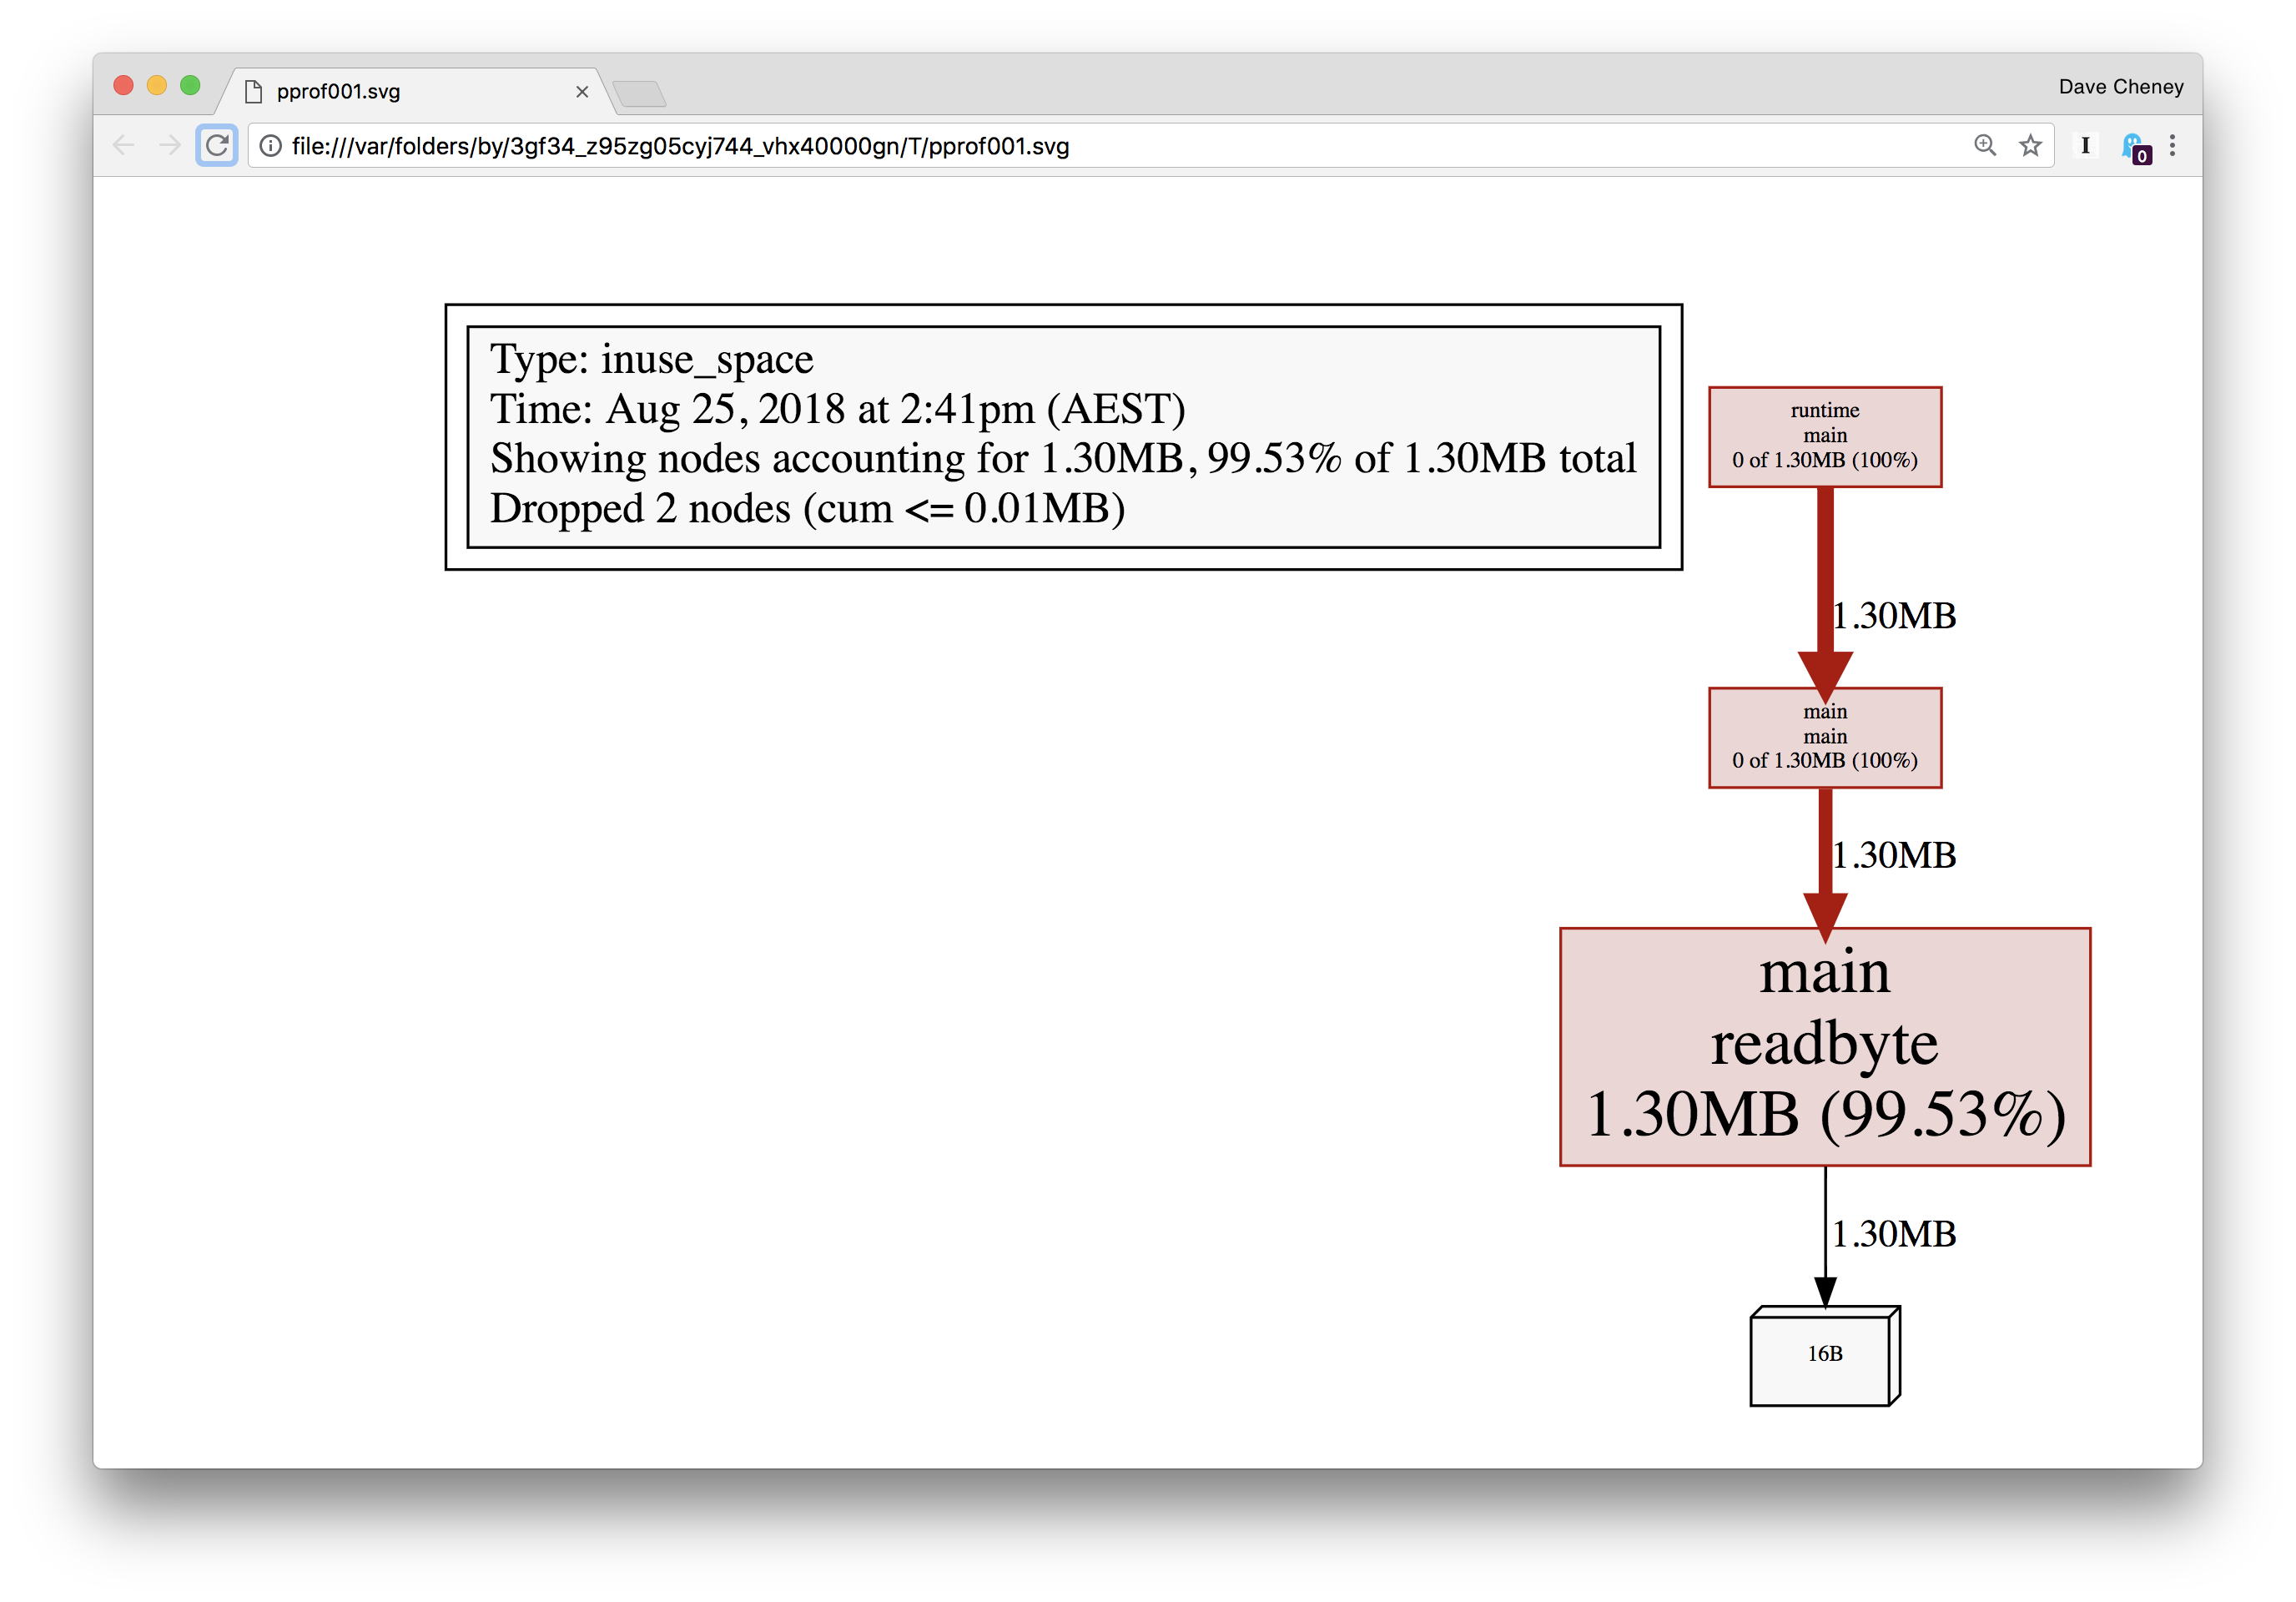 pprof001.svg
Dave Cheney
file:///var/folders/by/3gf34_z95zg05cyj744_vhx40000gn/T/pprof001.svg
I
0
Type: inuse_space
Time: Aug 25, 2018 at 2:41pm (AEST)
Showing nodes accounting for 1.30MB, 99.53% of 1.30MB total
Dropped 2 nodes (cum <= 0.01MB)
runtime
main
0 of 1.30MB (100%)
1.30MB
main
main
0 of 1.30MB (100%)
1.30MB
main
readbyte
1.30MB (99.53%)
1.30MB
16B